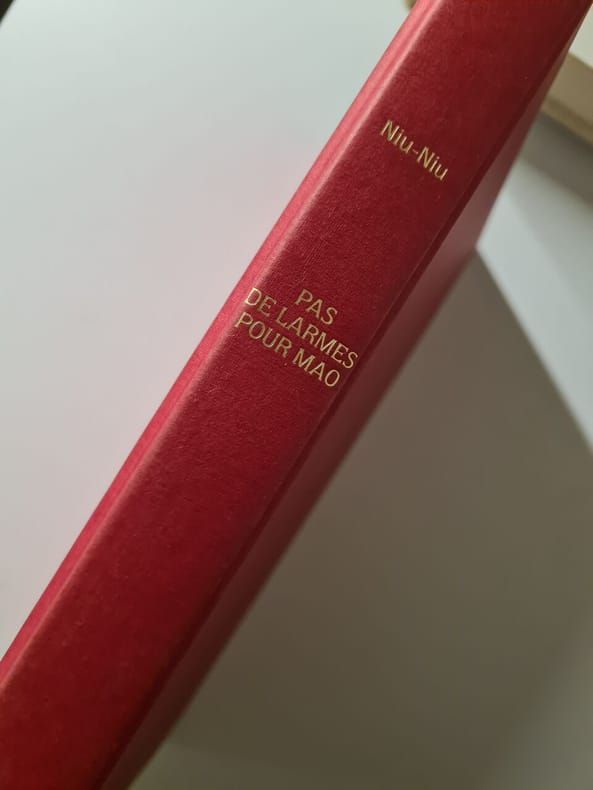 Niu-Niu
PAS
DE LARMES
POUR MAO